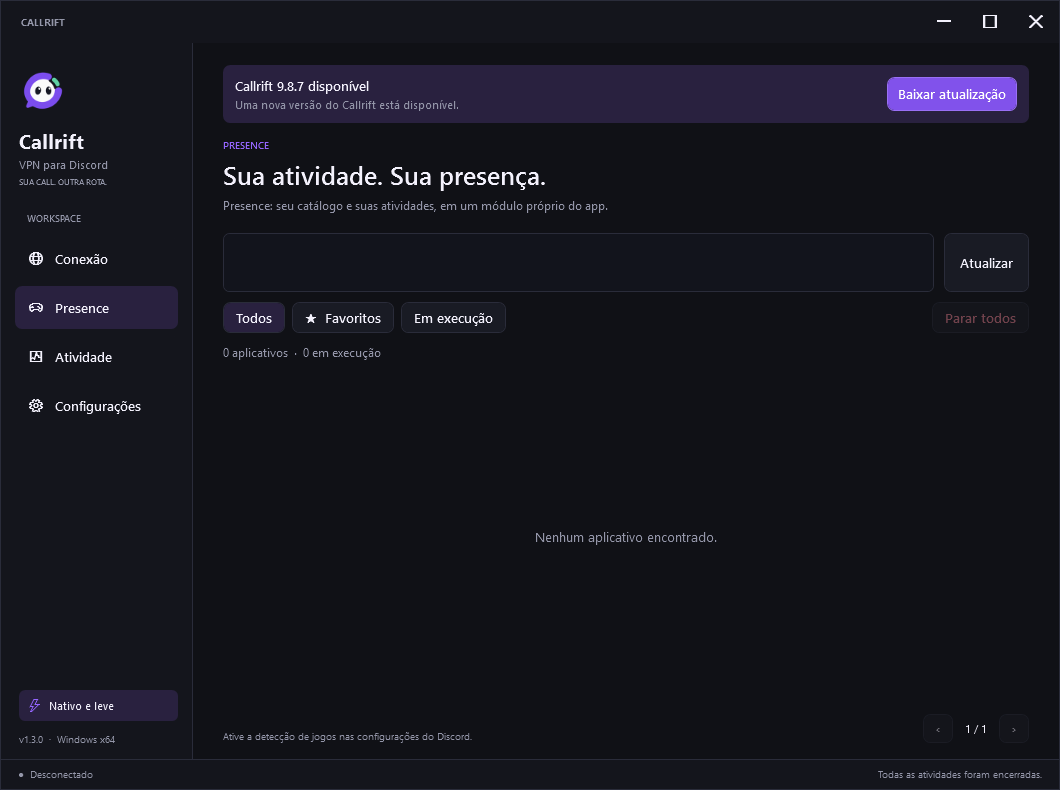 CALLRIFT
Callrift
VPN para Discord
SUA CALL. OUTRA ROTA.
WORKSPACE
Conexão
Presence
Atividade
Configurações
Nativo e leve
v1.3.0 · Windows x64
Callrift 9.8.7 disponível
Uma nova versão do Callrift está disponível.
Baixar atualização
PRESENCE
Sua atividade. Sua presença.
Presence: seu catálogo e suas atividades, em um módulo próprio do app.
Atualizar
Todos
★ Favoritos
Em execução
Parar todos
0 aplicativos · 0 em execução
Nenhum aplicativo encontrado.
Ative a detecção de jogos nas configurações do Discord.
‹ 1 / 1 ›
Desconectado
Todas as atividades foram encerradas.